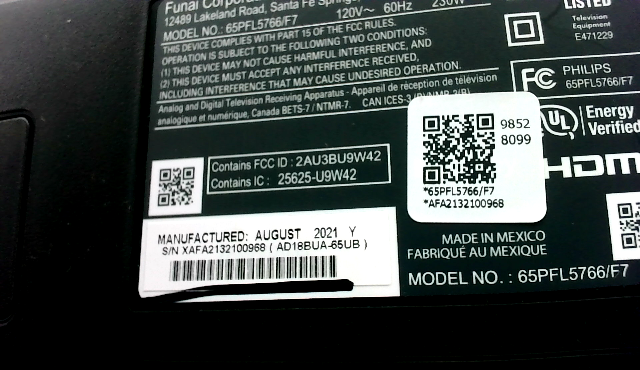 Funai Corpor
12489 Lakeland Road, Santa Fe Springs,
120V~ 60Hz 230W
MODEL NO.: 65PFL5766/F7
THIS DEVICE COMPLIES WITH PART 15 OF THE FCC RULES.
OPERATION IS SUBJECT TO THE FOLLOWING TWO CONDITIONS:
(1) THIS DEVICE MAY NOT CAUSE HARMFUL INTERFERENCE, AND
(2) THIS DEVICE MUST ACCEPT ANY INTERFERENCE RECEIVED,
INCLUDING INTERFERENCE THAT MAY CAUSE UNDESIRED OPERATION.
Analog and Digital Television Receiving Apparatus - Appareil de réception de télévision
analogique et numérique, Canada BETS-7 / NTMR-7. CAN ICES-3
Contains FCC ID : 2AU3BU9W42
Contains IC : 25625-U9W42
MANUFACTURED: AUGUST 2021 Y
S/N XAFA2132100968 ( AD18BUA-65UB )
LISTED
Television
Equipment
E471229
FC PHILIPS
65PFL5766/F7
9852
8099
*65PFL5766/F7
*AFA2132100968
UL Energy
Verified
HDM
MADE IN MEXICO
FABRIQUÉ AU MEXIQUE
MODEL NO. : 65PFL5766/F7